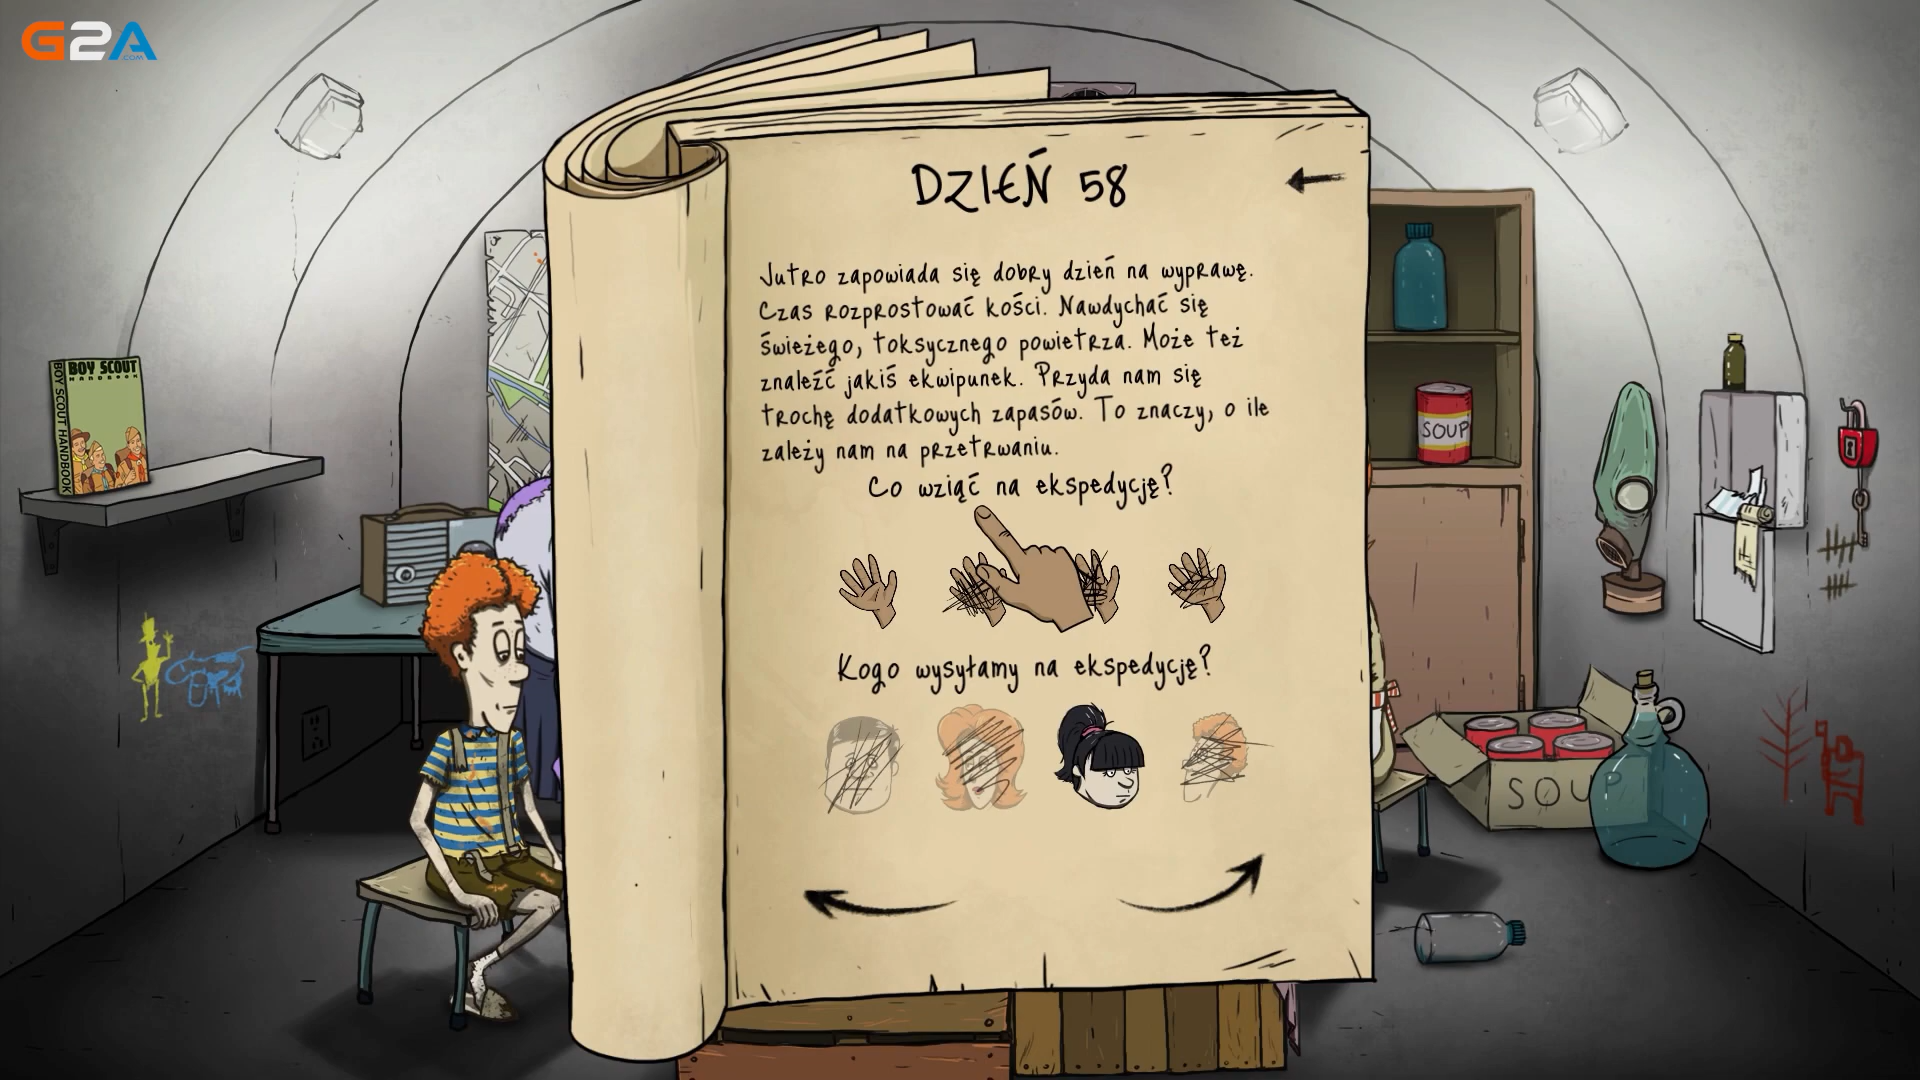 G2A
.COM
DZIEŃ 58
Jutro zapowiada się dobry dzień na wyprawę.
Czas rozprostować kości. Nawdychać się
świeżego, toksycznego powietrza. Może też
znaleźć jakiś ekwipunek. Przyda nam się
trochę dodatkowych zapasów. To znaczy, o ile
zależy nam na przetrwaniu.
Co wziąć na ekspedycję?
Kogo wysyłamy na ekspedycję?
BOY SCOUT
HANDBOOK
BOY SCOUT HANDBOOK
SOUP
SOUP